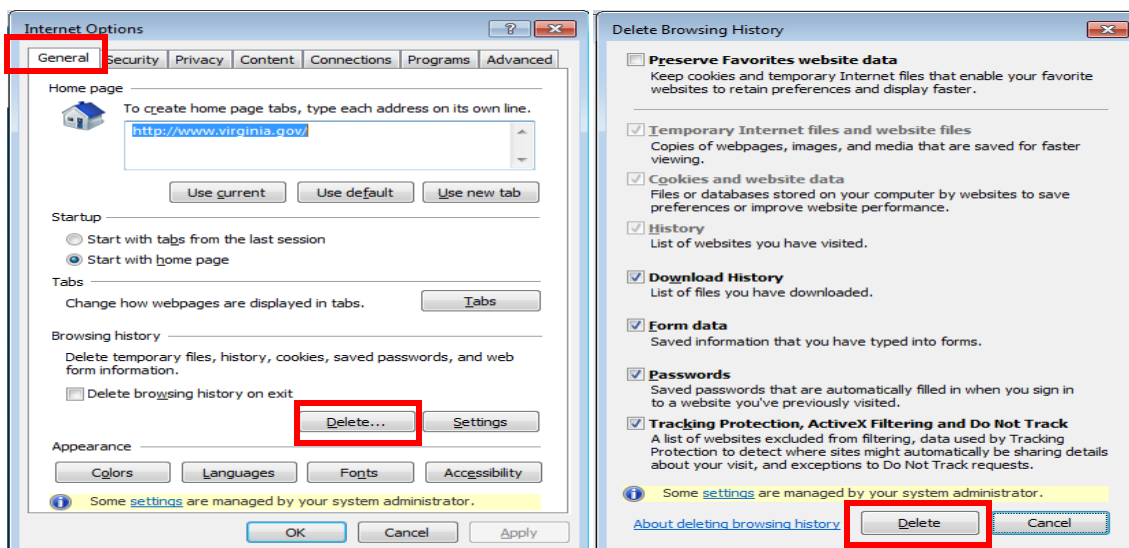 Internet Options
General Security Privacy Content Connections Programs Advanced
Home page
To create home page tabs, type each address on its own line.
http://www.virginia.gov/
Use current Use default Use new tab
Startup
Start with tabs from the last session
Start with home page
Tabs
Change how webpages are displayed in tabs. Tabs
Browsing history
Delete temporary files, history, cookies, saved passwords, and web
form information.
Delete browsing history on exit
Delete... Settings
Appearance
Colors Languages Fonts Accessibility
Some settings are managed by your system administrator.
OK Cancel Apply
Delete Browsing History
Preserve Favorites website data
Keep cookies and temporary Internet files that enable your favorite
websites to retain preferences and display faster.
Temporary Internet files and website files
Copies of webpages, images, and media that are saved for faster
viewing.
Cookies and website data
Files or databases stored on your computer by websites to save
preferences or improve website performance.
History
List of websites you have visited.
Download History
List of files you have downloaded.
Form data
Saved information that you have typed into forms.
Passwords
Saved passwords that are automatically filled in when you sign in
to a website you've previously visited.
Tracking Protection, ActiveX Filtering and Do Not Track
A list of websites excluded from filtering, data used by Tracking
Protection to detect where sites might automatically be sharing details
about your visit, and exceptions to Do Not Track requests.
Some settings are managed by your system administrator.
About deleting browsing history Delete Cancel